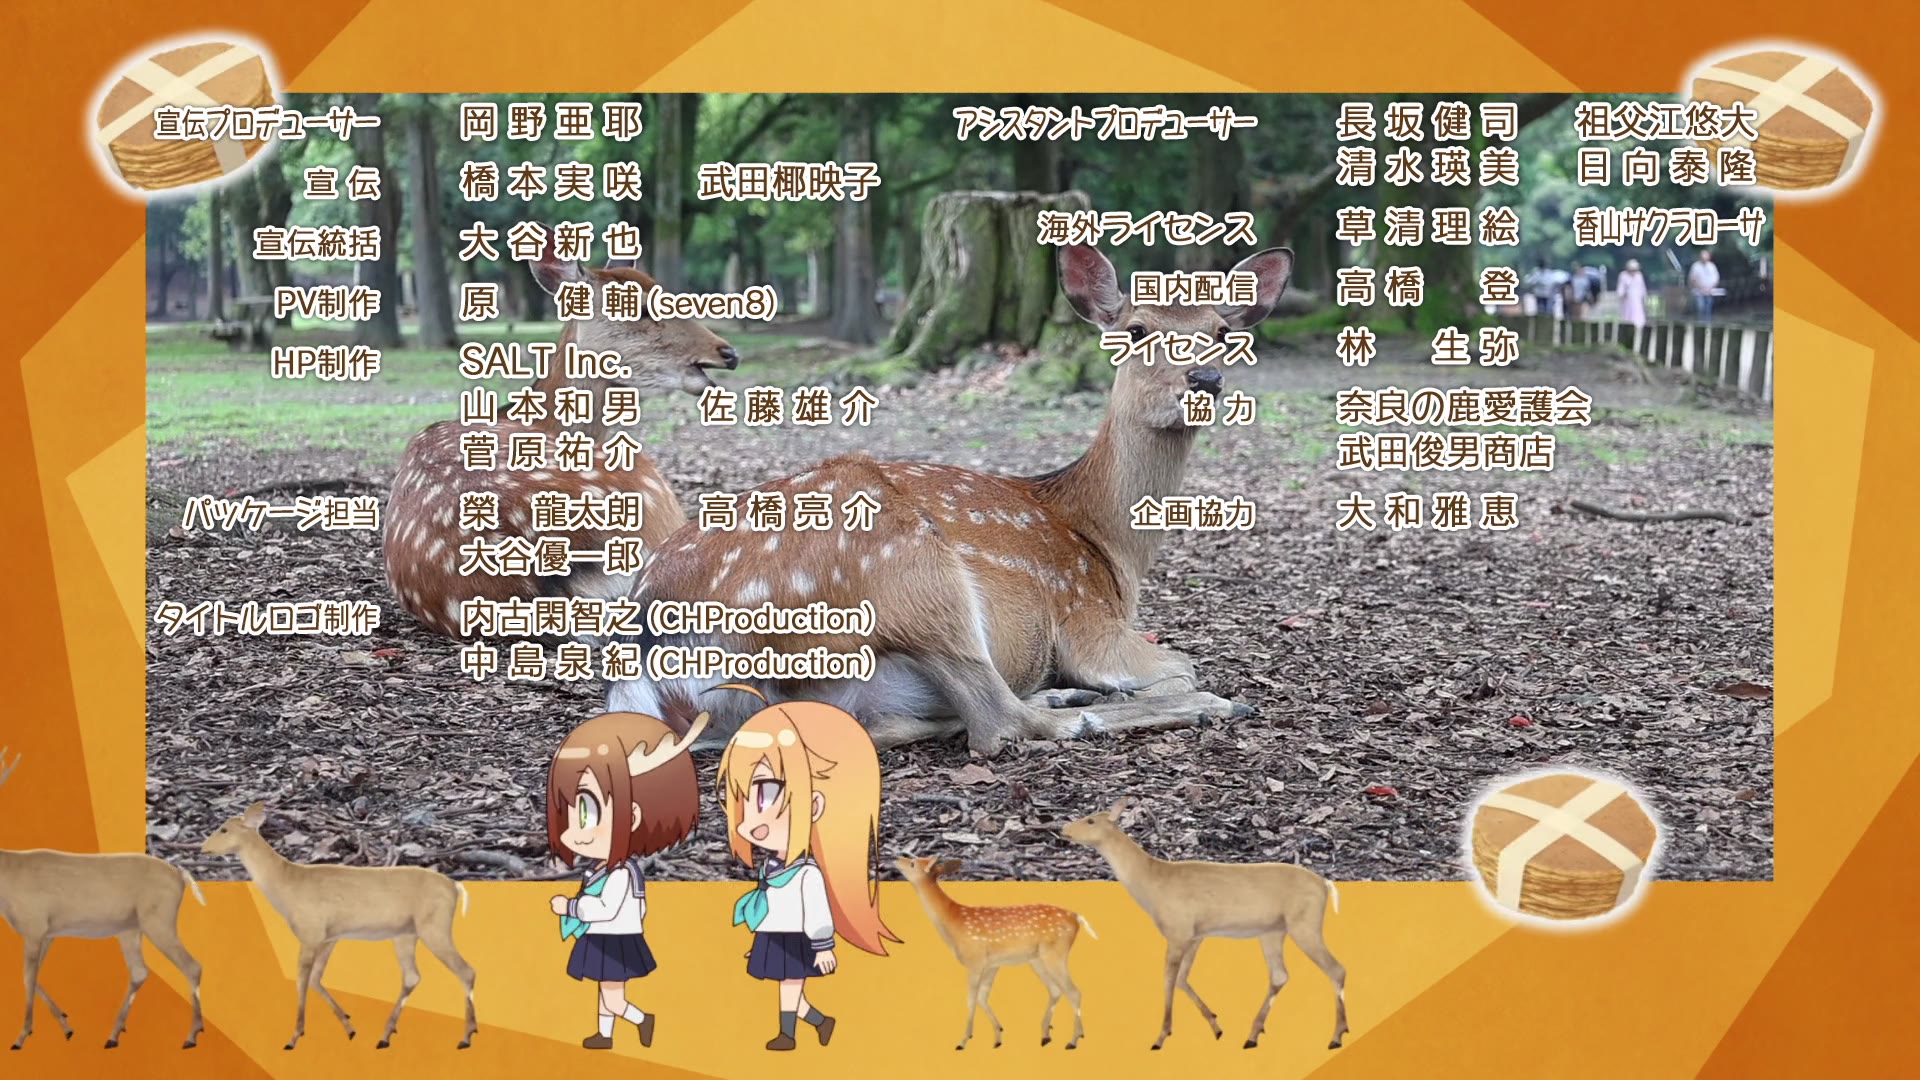 宣伝プロデューサー 岡野亜耶
宣伝 橋本実咲 武田椰映子
宣伝統括 大谷新也
PV制作 原 健輔(seven8)
HP制作 SALT Inc.
山本和男 佐藤雄介
菅原祐介
パッケージ担当 榮 龍太朗 高橋亮介
大谷優一郎
タイトルロゴ制作 内古閑智之(CHProduction)
中島泉紀(CHProduction)
アシスタントプロデューサー 長坂健司 祖父江悠大
清水瑛美 日向泰隆
海外ライセンス 草清理絵 香山サクラローサ
国内配信 高橋 登
ライセンス 林 生弥
協力 奈良の鹿愛護会
武田俊男商店
企画協力 大和雅恵